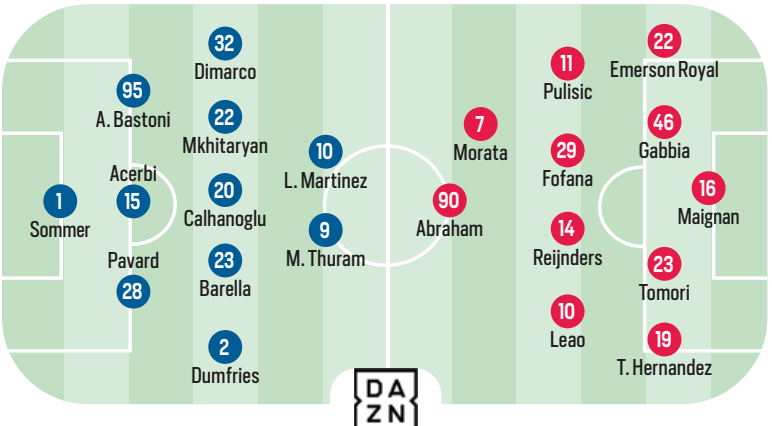 1
Sommer
95
A. Bastoni
Acerbi
15
Pavard
28
32
Dimarco
22
Mkhitaryan
20
Calhanoglu
23
Barella
2
Dumfries
10
L. Martinez
9
M. Thuram
7
Morata
90
Abraham
11
Pulisic
29
Fofana
14
Reijnders
10
Leao
22
Emerson Royal
46
Gabbia
23
Tomori
19
T. Hernandez
16
Maignan
DA
ZN